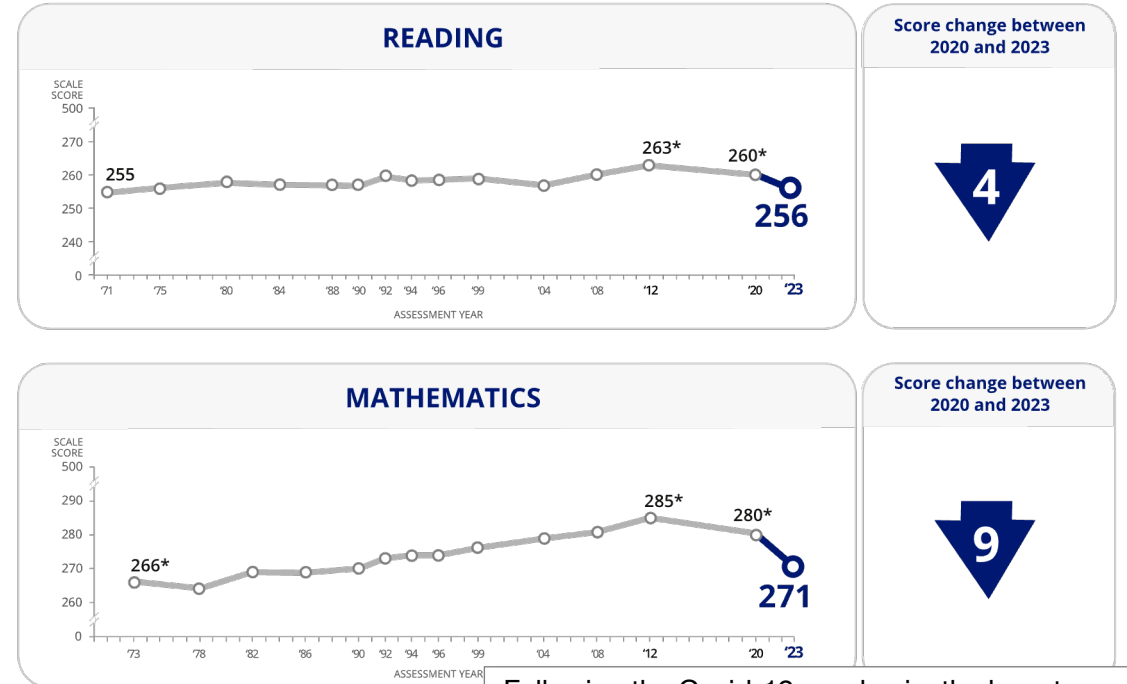 READING
Score change between
2020 and 2023
SCALE
SCORE
500
270
260
250
240
0
255
263*
260*
256
4
'71 '75 '80 '84 '88 '90 '92 '94 '96 '99 '04 '08 '12 '20 '23
ASSESSMENT YEAR
MATHEMATICS
Score change between
2020 and 2023
SCALE
SCORE
500
290
280
270
260
0
266*
285*
280*
271
9
'73 '78 '82 '86 '90 '92 '94 '96 '99 '04 '08 '12 '20 '23
ASSESSMENT YEAR